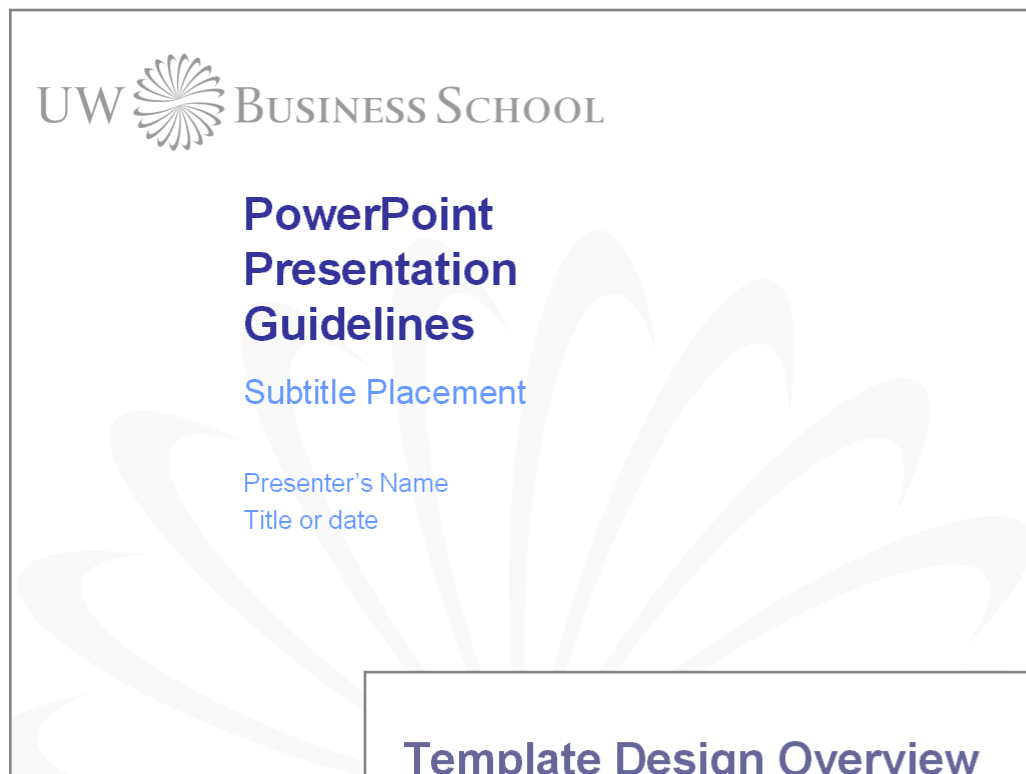 UW BUSINESS SCHOOL
PowerPoint
Presentation
Guidelines
Subtitle Placement
Presenter’s Name
Title or date
Template Design Overview